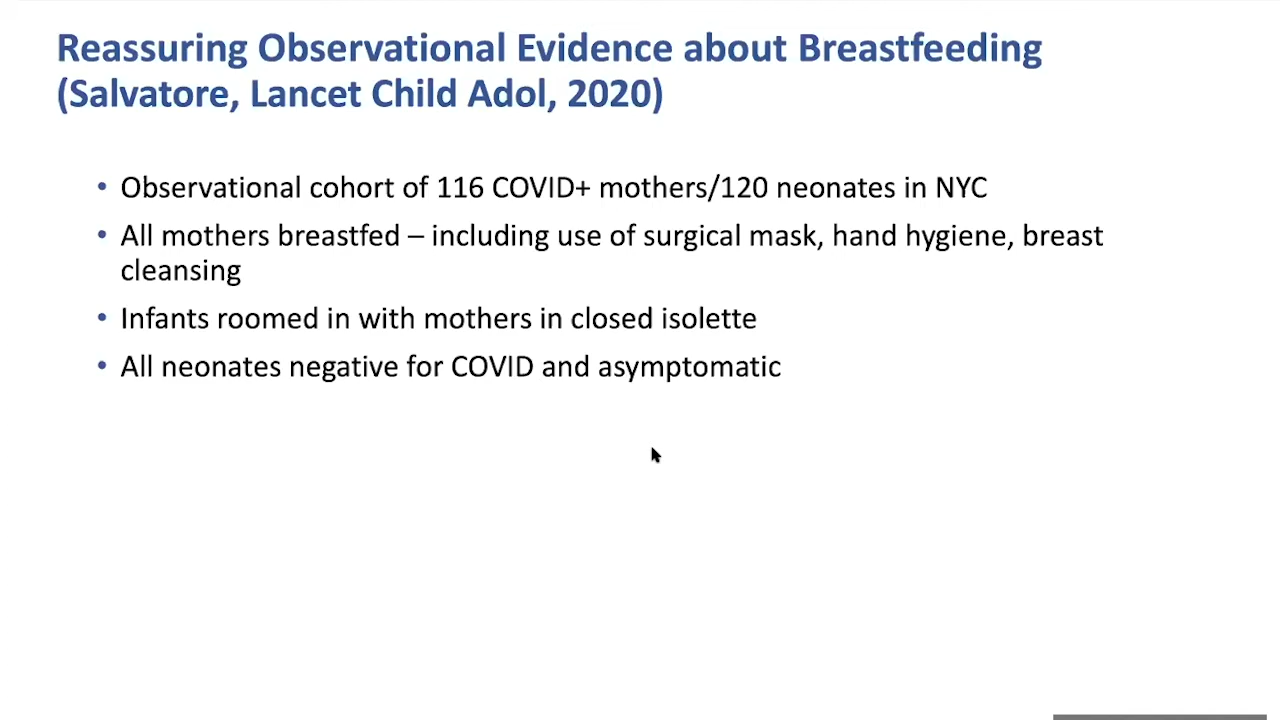 Reassuring Observational Evidence about Breastfeeding
(Salvatore, Lancet Child Adol, 2020)
• Observational cohort of 116 COVID+ mothers/120 neonates in NYC
• All mothers breastfed – including use of surgical mask, hand hygiene, breast
cleansing
• Infants roomed in with mothers in closed isolette
• All neonates negative for COVID and asymptomatic